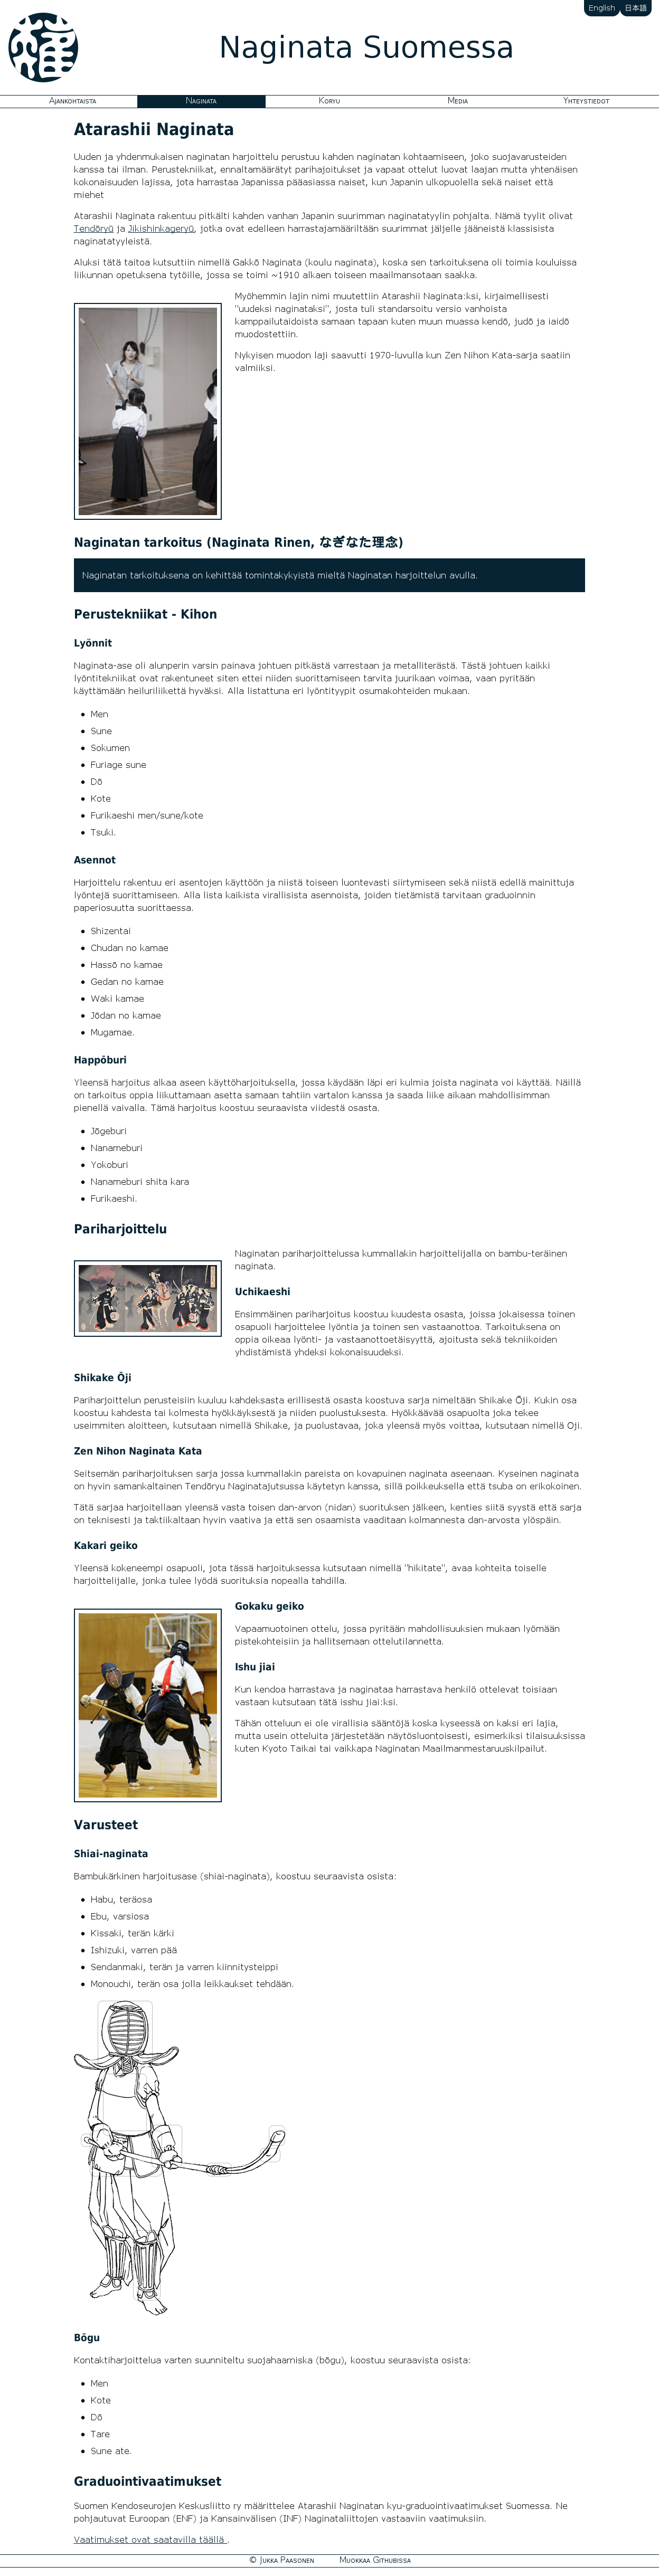 English 日本語
Naginata Suomessa
Ajankohtaista Naginata Koryu Media Yhteystiedot
Atarashii Naginata
Uuden ja yhdenmukaisen naginatan harjoittelu perustuu kahden naginatan kohtaamiseen, joko suojavarusteiden
kanssa tai ilman. Perustekniikat, ennaltamäärätyt parihajoitukset ja vapaat ottelut luovat laajan mutta yhtenäisen
kokonaisuuden lajissa, jota harrastaa Japanissa pääasiassa naiset, kun Japanin ulkopuolella sekä naiset että
miehet
Atarashii Naginata rakentuu pitkälti kahden vanhan Japanin suurimman naginatatyylin pohjalta. Nämä tyylit olivat
Tendōryū ja Jikishinkageryū, jotka ovat edelleen harrastajamääriltään suurimmat jäljelle jääneistä klassisista
naginatatyyleistä.
Aluksi tätä taitoa kutsuttiin nimellä Gakkō Naginata (koulu naginata), koska sen tarkoituksena oli toimia kouluissa
liikunnan opetuksena tytöille, jossa se toimi ~1910 alkaen toiseen maailmansotaan saakka.
Myöhemmin lajin nimi muutettiin Atarashii Naginata:ksi, kirjaimellisesti
"uudeksi naginataksi", josta tuli standarsoitu versio vanhoista
kamppailutaidoista samaan tapaan kuten muun muassa kendō, judō ja iaidō
muodostettiin.
Nykyisen muodon laji saavutti 1970-luvulla kun Zen Nihon Kata-sarja saatiin
valmiiksi.
Naginatan tarkoitus (Naginata Rinen, なぎなた理念)
Naginatan tarkoituksena on kehittää tomintakykyistä mieltä Naginatan harjoittelun avulla.
Perustekniikat - Kihon
Lyönnit
Naginata-ase oli alunperin varsin painava johtuen pitkästä varrestaan ja metalliterästä. Tästä johtuen kaikki
lyöntitekniikat ovat rakentuneet siten ettei niiden suorittamiseen tarvita juurikaan voimaa, vaan pyritään
käyttämään heiluriliikettä hyväksi. Alla listattuna eri lyöntityypit osumakohteiden mukaan.
Men
Sune
Sokumen
Furiage sune
Dō
Kote
Furikaeshi men/sune/kote
Tsuki.
Asennot
Harjoittelu rakentuu eri asentojen käyttöön ja niistä toiseen luontevasti siirtymiseen sekä niistä edellä mainittuja
lyöntejä suorittamiseen. Alla lista kaikista virallisista asennoista, joiden tietämistä tarvitaan graduoinnin
paperiosuutta suorittaessa.
Shizentai
Chudan no kamae
Hassō no kamae
Gedan no kamae
Waki kamae
Jōdan no kamae
Mugamae.
Happōburi
Yleensä harjoitus alkaa aseen käyttöharjoituksella, jossa käydään läpi eri kulmia joista naginata voi käyttää. Näillä
on tarkoitus oppia liikuttamaan asetta samaan tahtiin vartalon kanssa ja saada liike aikaan mahdollisimman
pienellä vaivalla. Tämä harjoitus koostuu seuraavista viidestä osasta.
Jōgeburi
Nanameburi
Yokoburi
Nanameburi shita kara
Furikaeshi.
Pariharjoittelu
Naginatan pariharjoittelussa kummallakin harjoittelijalla on bambu-teräinen
naginata.
Uchikaeshi
Ensimmäinen pariharjoitus koostuu kuudesta osasta, joissa jokaisessa toinen
osapuoli harjoittelee lyöntia ja toinen sen vastaanottoa. Tarkoituksena on
oppia oikeaa lyönti- ja vastaanottoetäisyyttä, ajoitusta sekä tekniikoiden
yhdistämistä yhdeksi kokonaisuudeksi.
Shikake Ōji
Pariharjoittelun perusteisiin kuuluu kahdeksasta erillisestä osasta koostuva sarja nimeltään Shikake Ōji. Kukin osa
koostuu kahdesta tai kolmesta hyökkäyksestä ja niiden puolustuksesta. Hyökkäävää osapuolta joka tekee
useimmiten aloitteen, kutsutaan nimellä Shikake, ja puolustavaa, joka yleensä myös voittaa, kutsutaan nimellä Oji.
Zen Nihon Naginata Kata
Seitsemän pariharjoituksen sarja jossa kummallakin pareista on kovapuinen naginata aseenaan. Kyseinen naginata
on hyvin samankaltainen Tendōryu Naginatajutsussa käytetyn kanssa, sillä poikkeuksella että tsuba on erikokoinen.
Tätä sarjaa harjoitellaan yleensä vasta toisen dan-arvon (nidan) suorituksen jälkeen, kenties siitä syystä että sarja
on teknisesti ja taktiikaltaan hyvin vaativa ja että sen osaamista vaaditaan kolmannesta dan-arvosta ylöspäin.
Kakari geiko
Yleensä kokeneempi osapuoli, jota tässä harjoituksessa kutsutaan nimellä "hikitate", avaa kohteita toiselle
harjoittelijalle, jonka tulee lyödä suorituksia nopealla tahdilla.
Gokaku geiko
Vapaamuotoinen ottelu, jossa pyritään mahdollisuuksien mukaan lyömään
pistekohteisiin ja hallitsemaan ottelutilannetta.
Ishu jiai
Kun kendoa harrastava ja naginataa harrastava henkilö ottelevat toisiaan
vastaan kutsutaan tätä isshu jiai:ksi.
Tähän otteluun ei ole virallisia sääntöjä koska kyseessä on kaksi eri lajia,
mutta usein otteluita järjestetään näytösluontoisesti, esimerkiksi tilaisuuksissa
kuten Kyoto Taikai tai vaikkapa Naginatan Maailmanmestaruuskilpailut.
Varusteet
Shiai-naginata
Bambukärkinen harjoitusase (shiai-naginata), koostuu seuraavista osista:
Habu, teräosa
Ebu, varsiosa
Kissaki, terän kärki
Ishizuki, varren pää
Sendanmaki, terän ja varren kiinnitysteippi
Monouchi, terän osa jolla leikkaukset tehdään.
Bōgu
Kontaktiharjoittelua varten suunniteltu suojahaarniska (bōgu), koostuu seuraavista osista:
Men
Kote
Dō
Tare
Sune ate.
Graduointivaatimukset
Suomen Kendoseurojen Keskusliitto ry määrittelee Atarashii Naginatan kyu-graduointivaatimukset Suomessa. Ne
pohjautuvat Euroopan (ENF) ja Kansainvälisen (INF) Naginataliittojen vastaaviin vaatimuksiin.
Vaatimukset ovat saatavilla täällä .
© Jukka Paasonen Muokkaa Githubissa